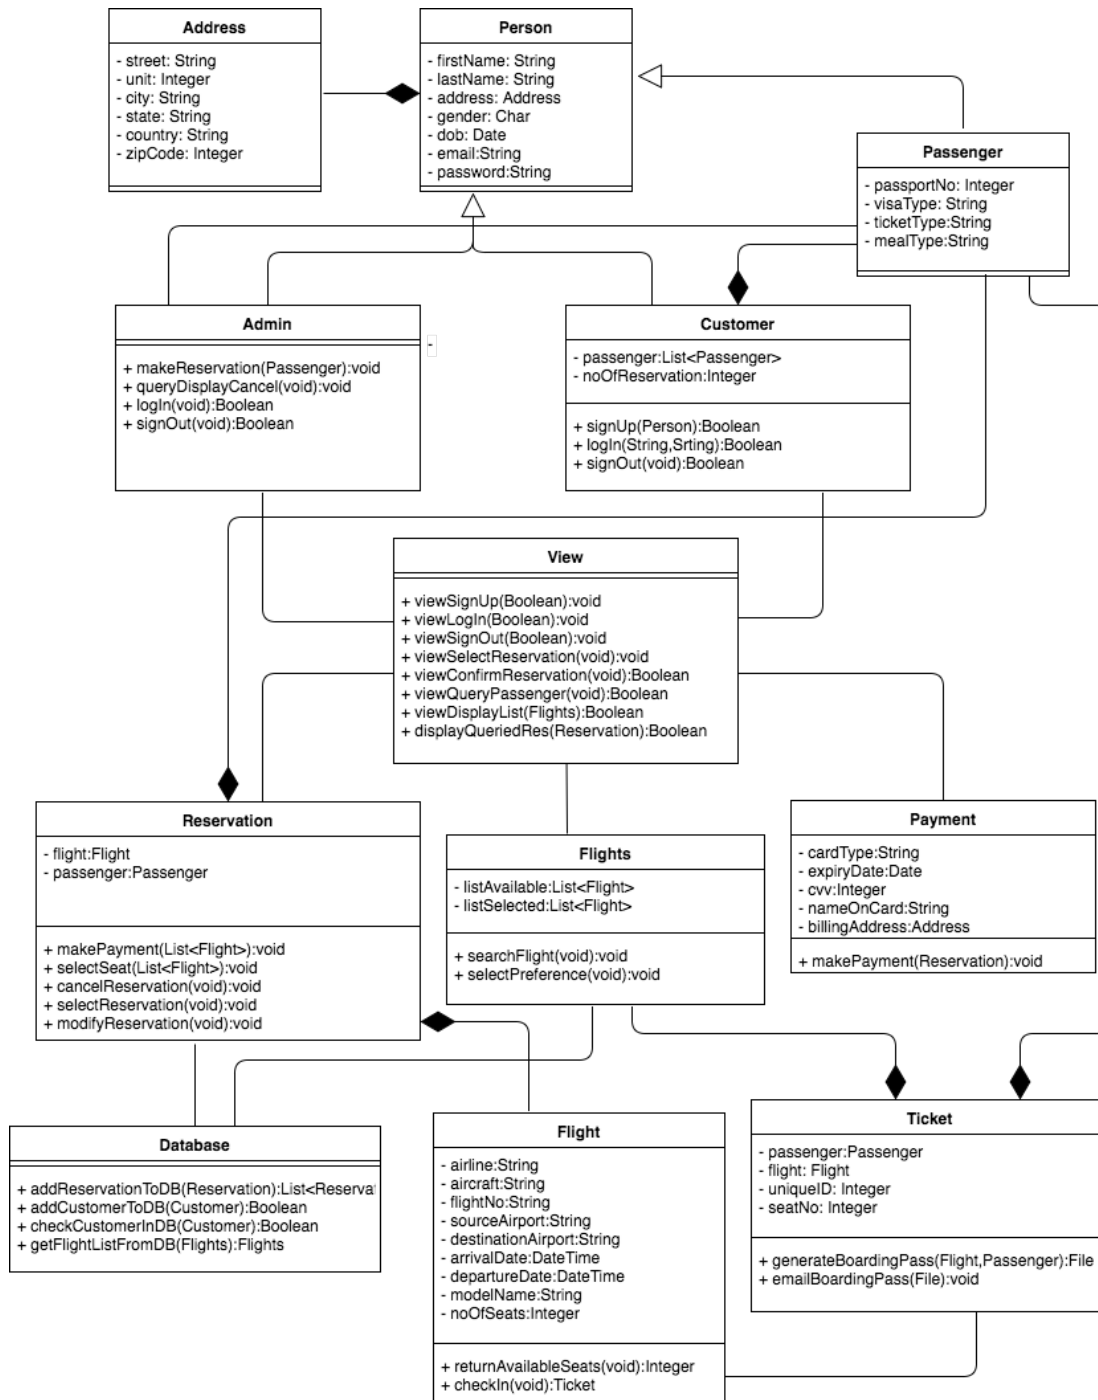 Address
- street: String
- unit: Integer
- city: String
- state: String
- country: String
- zipCode: Integer
Person
- firstName: String
- lastName: String
- address: Address
- gender: Char
- dob: Date
- email:String
- password:String
Passenger
- passportNo: Integer
- visaType: String
- ticketType:String
- mealType:String
Admin
+ makeReservation(Passenger):void
+ queryDisplayCancel(void):void
+ logIn(void):Boolean
+ signOut(void):Boolean
-
Customer
- passenger:List<Passenger>
- noOfReservation:Integer
+ signUp(Person):Boolean
+ logIn(String,Srting):Boolean
+ signOut(void):Boolean
View
+ viewSignUp(Boolean):void
+ viewLogIn(Boolean):void
+ viewSignOut(Boolean):void
+ viewSelectReservation(void):void
+ viewConfirmReservation(void):Boolean
+ viewQueryPassenger(void):Boolean
+ viewDisplayList(Flights):Boolean
+ displayQueriedRes(Reservation):Boolean
Reservation
- flight:Flight
- passenger:Passenger
+ makePayment(List<Flight>):void
+ selectSeat(List<Flight>):void
+ cancelReservation(void):void
+ selectReservation(void):void
+ modifyReservation(void):void
Flights
- listAvailable:List<Flight>
- listSelected:List<Flight>
+ searchFlight(void):void
+ selectPreference(void):void
Payment
- cardType:String
- expiryDate:Date
- cvv:Integer
- nameOnCard:String
- billingAddress:Address
+ makePayment(Reservation):void
Database
+ addReservationToDB(Reservation):List<Reserva
+ addCustomerToDB(Customer):Boolean
+ checkCustomerInDB(Customer):Boolean
+ getFlightListFromDB(Flights):Flights
Flight
- airline:String
- aircraft:String
- flightNo:String
- sourceAirport:String
- destinationAirport:String
- arrivalDate:DateTime
- departureDate:DateTime
- modelName:String
- noOfSeats:Integer
+ returnAvailableSeats(void):Integer
+ checkIn(void):Ticket
Ticket
- passenger:Passenger
- flight: Flight
- uniqueID: Integer
- seatNo: Integer
+ generateBoardingPass(Flight,Passenger):File
+ emailBoardingPass(File):void